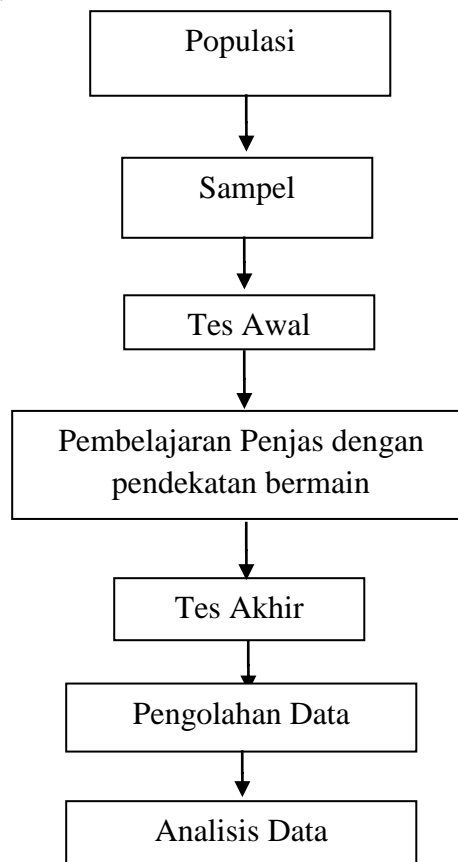 Populasi
Sampel
Tes Awal
Pembelajaran Penjas dengan
pendekatan bermain
Tes Akhir
Pengolahan Data
Analisis Data